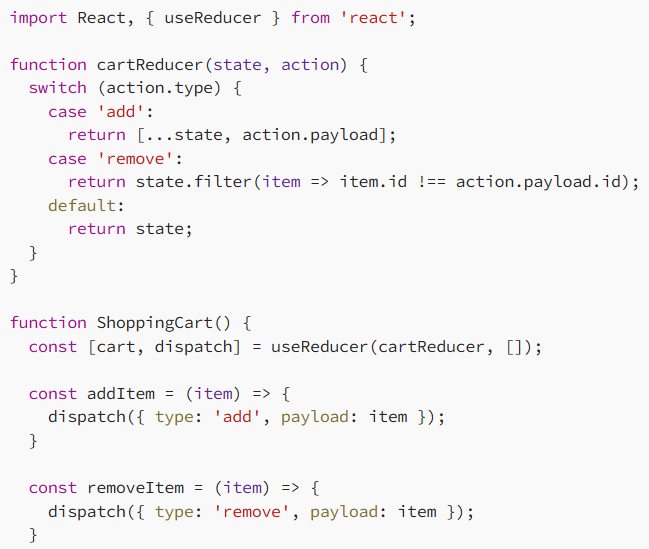 import React, { useReducer } from 'react';

function cartReducer(state, action) {
  switch (action.type) {
    case 'add':
      return [...state, action.payload];
    case 'remove':
      return state.filter(item => item.id !== action.payload.id);
    default:
      return state;
  }
}

function ShoppingCart() {
  const [cart, dispatch] = useReducer(cartReducer, []);

  const addItem = (item) => {
    dispatch({ type: 'add', payload: item });
  }

  const removeItem = (item) => {
    dispatch({ type: 'remove', payload: item });
  }